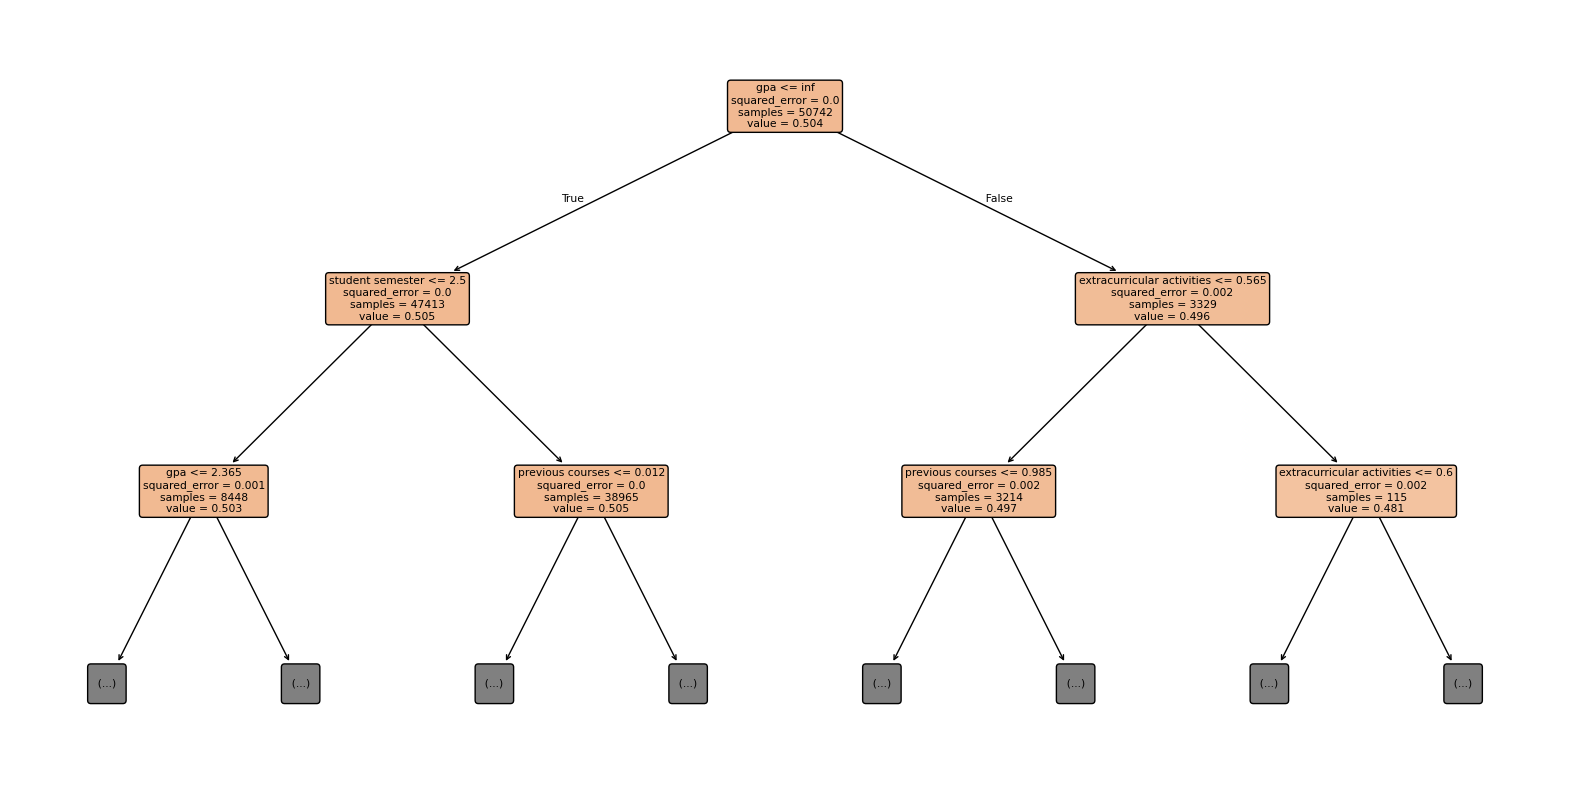 gpa <= inf
squared_error = 0.0
samples = 50742
value = 0.504
True
False
student semester <= 2.5
squared_error = 0.0
samples = 47413
value = 0.505
extracurricular activities <= 0.565
squared_error = 0.002
samples = 3329
value = 0.496
gpa <= 2.365
squared_error = 0.001
samples = 8448
value = 0.503
previous courses <= 0.012
squared_error = 0.0
samples = 38965
value = 0.505
previous courses <= 0.985
squared_error = 0.002
samples = 3214
value = 0.497
extracurricular activities <= 0.6
squared_error = 0.002
samples = 115
value = 0.481
(...)
(...)
(...)
(...)
(...)
(...)
(...)
(...)